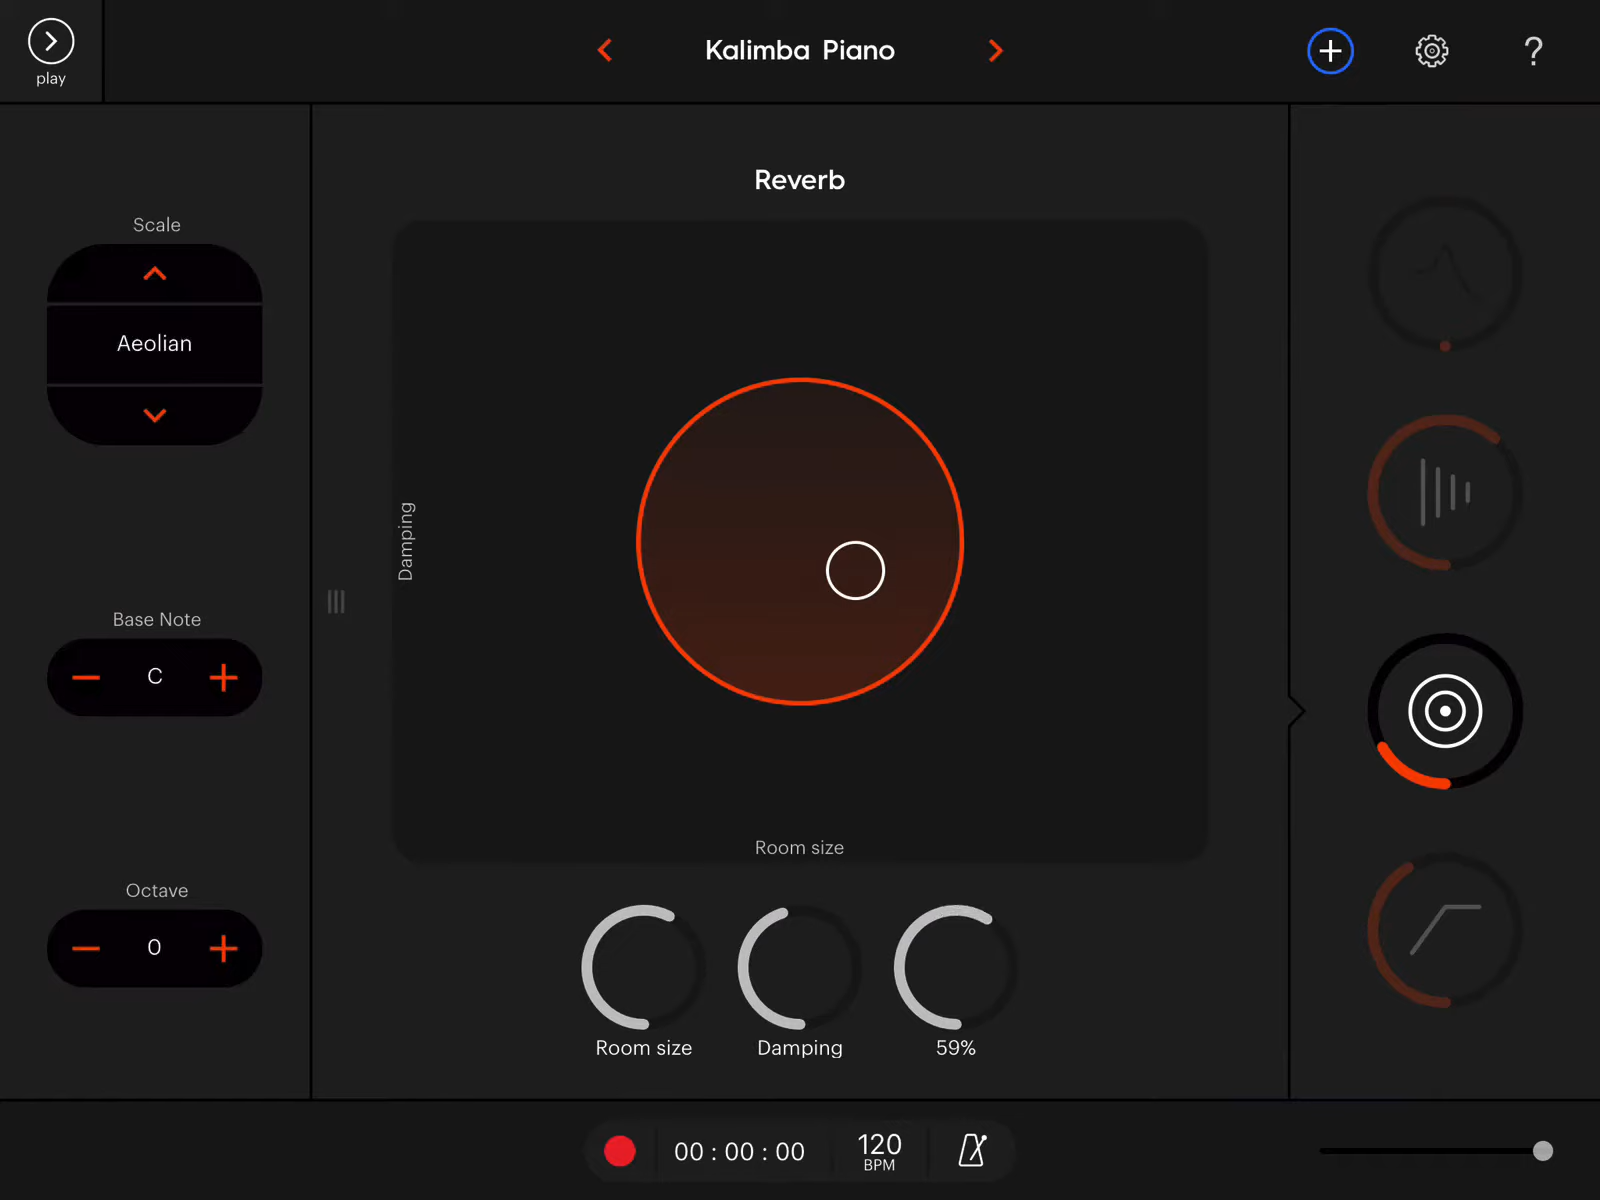 play
Kalimba Piano
?
Reverb
Scale
Aeolian
Base Note
C
Octave
0
Damping
Room size
Room size
Damping
59%
00 : 00 : 00
120
BPM